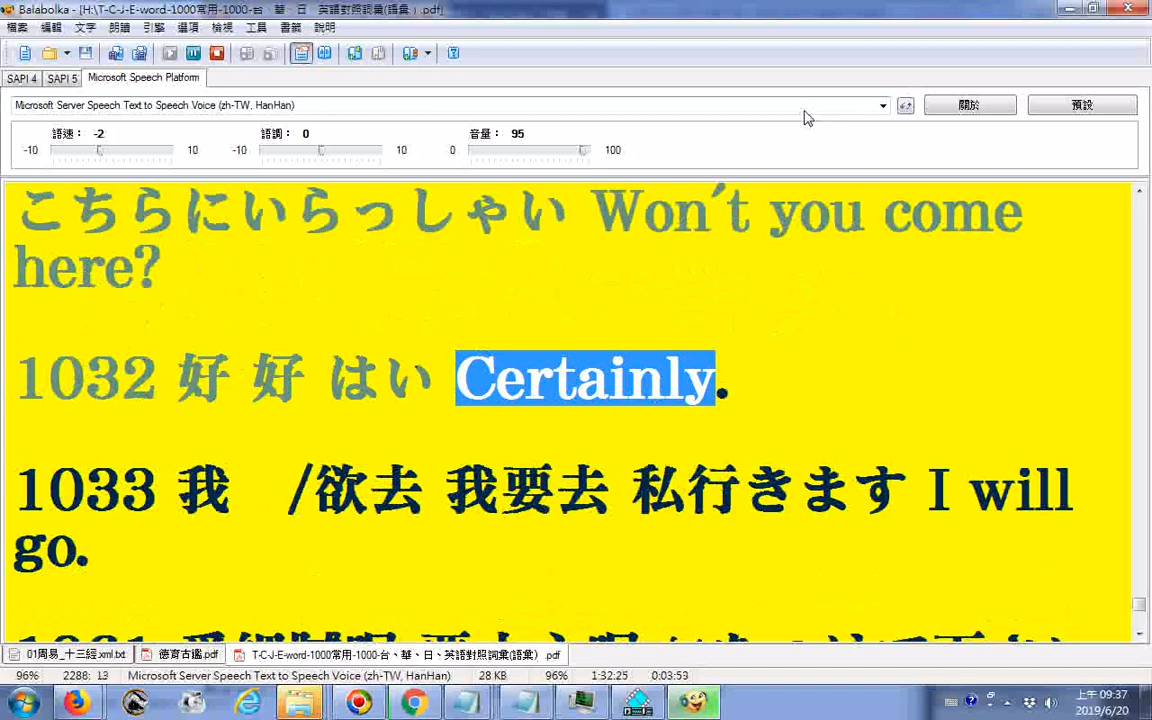 Balabolka - [H:\T-C-J-E-word-1000常用-1000-台、華、日、英語對照詞彙(語彙）.pdf]
檔案 編輯 文字 朗讀 引擎 選項 檢視 工具 書籤 說明
SAPI 4 SAPI 5 Microsoft Speech Platform
Microsoft Server Speech Text to Speech Voice (zh-TW, HanHan) 關於 預設
語速： -2 語調： 0 音量： 95
-10 10 -10 10 0 100
こちらにいらっしゃい Won't you come
here?
1032 好 好 はい Certainly.
1033 我 /欲去 我要去 私行きます I will
go.
01周易_十三經.xml.txt 德育古鑑.pdf T-C-J-E-word-1000常用-1000-台、華、日、英語對照詞彙(語彙）.pdf
96% 2288: 13 Microsoft Server Speech Text to Speech Voice (zh-TW, HanHan) 28 KB 96% 1:32:25 0:03:53
上午 09:37
2019/6/20